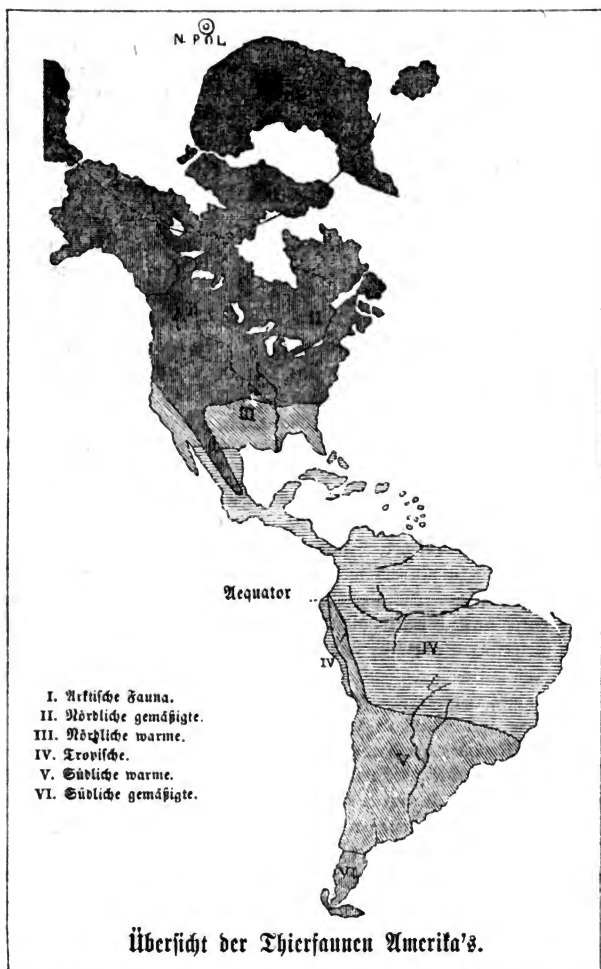 N. POL
II
III
Aequator
IV
IV
I. Arktische Fauna.
II. Nördliche gemäßigte.
III. Nördliche warme.
IV. Tropische.
V. Südliche warme.
VI. Südliche gemäßigte.
V
VI
Übersicht der Thierfaunen Amerika's.